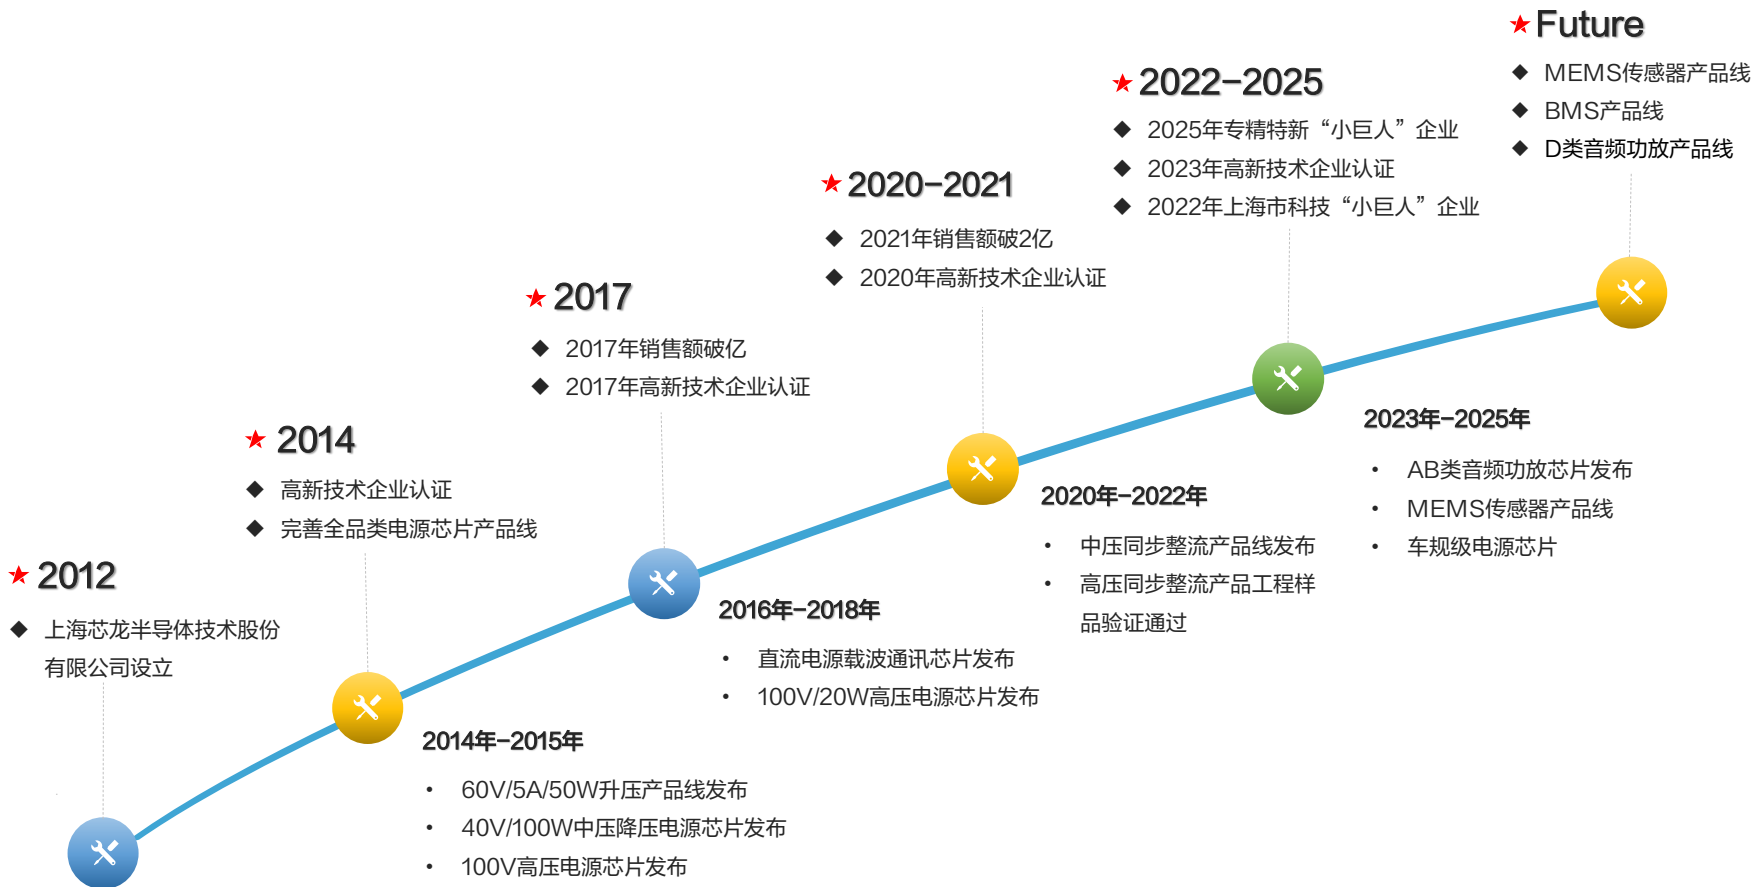 2012
上海芯龙半导体技术股份
有限公司设立
2014
高新技术企业认证
完善全品类电源芯片产品线
2014年-2015年
60V/5A/50W升压产品线发布
40V/100W中压降压电源芯片发布
100V高压电源芯片发布
2017
2017年销售额破亿
2017年高新技术企业认证
2016年-2018年
直流电源载波通讯芯片发布
100V/20W高压电源芯片发布
2020-2021
2021年销售额破2亿
2020年高新技术企业认证
2020年-2022年
中压同步整流产品线发布
高压同步整流产品工程样
品验证通过
2022-2025
2025年专精特新“小巨人”企业
2023年高新技术企业认证
2022年上海市科技“小巨人”企业
2023年-2025年
AB类音频功放芯片发布
MEMS传感器产品线
车规级电源芯片
Future
MEMS传感器产品线
BMS产品线
D类音频功放产品线